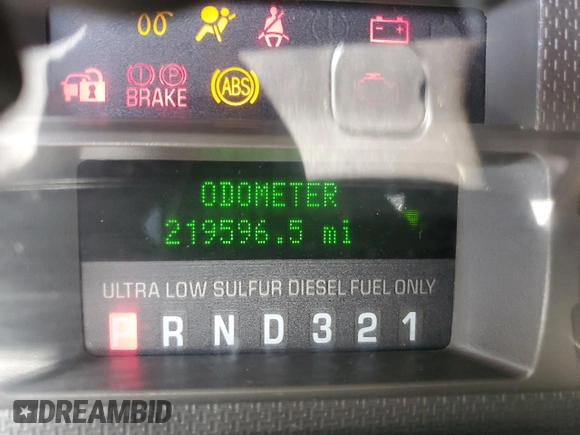 ABS
BRAKE
ODOMETER
219596.5 mi
ULTRA LOW SULFUR DIESEL FUEL ONLY
P R N D 3 2 1
DREAMBID